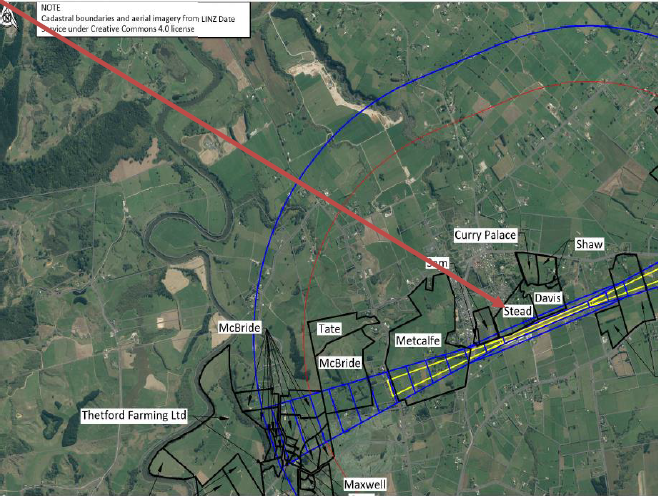 NOTE
Cadastral boundaries and aerial imagery from LINZ Date
Service under Creative Commons 4.0 license
Curry Palace
Shaw
Davis
Stead
McBride
Tate
Metcalfe
McBride
Thetford Farming Ltd
Maxwell